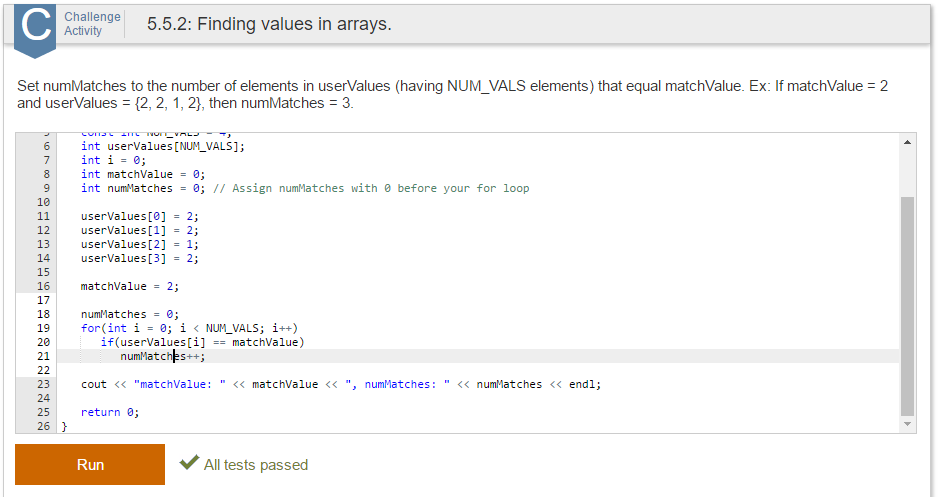 C Challenge Activity 5.5.2: Finding values in arrays.
Set numMatches to the number of elements in userValues (having NUM_VALS elements) that equal matchValue. Ex: If matchValue = 2
and userValues = {2, 2, 1, 2}, then numMatches = 3.
5 const int NUM_VALS = 4;
6 int userValues[NUM_VALS];
7 int i = 0;
8 int matchValue = 0;
9 int numMatches = 0; // Assign numMatches with 0 before your for loop
10
11 userValues[0] = 2;
12 userValues[1] = 2;
13 userValues[2] = 1;
14 userValues[3] = 2;
15
16 matchValue = 2;
17
18 numMatches = 0;
19 for(int i = 0; i < NUM_VALS; i++)
20 if(userValues[i] == matchValue)
21 numMatches++;
22
23 cout << "matchValue: " << matchValue << ", numMatches: " << numMatches << endl;
24
25 return 0;
26 }
Run All tests passed